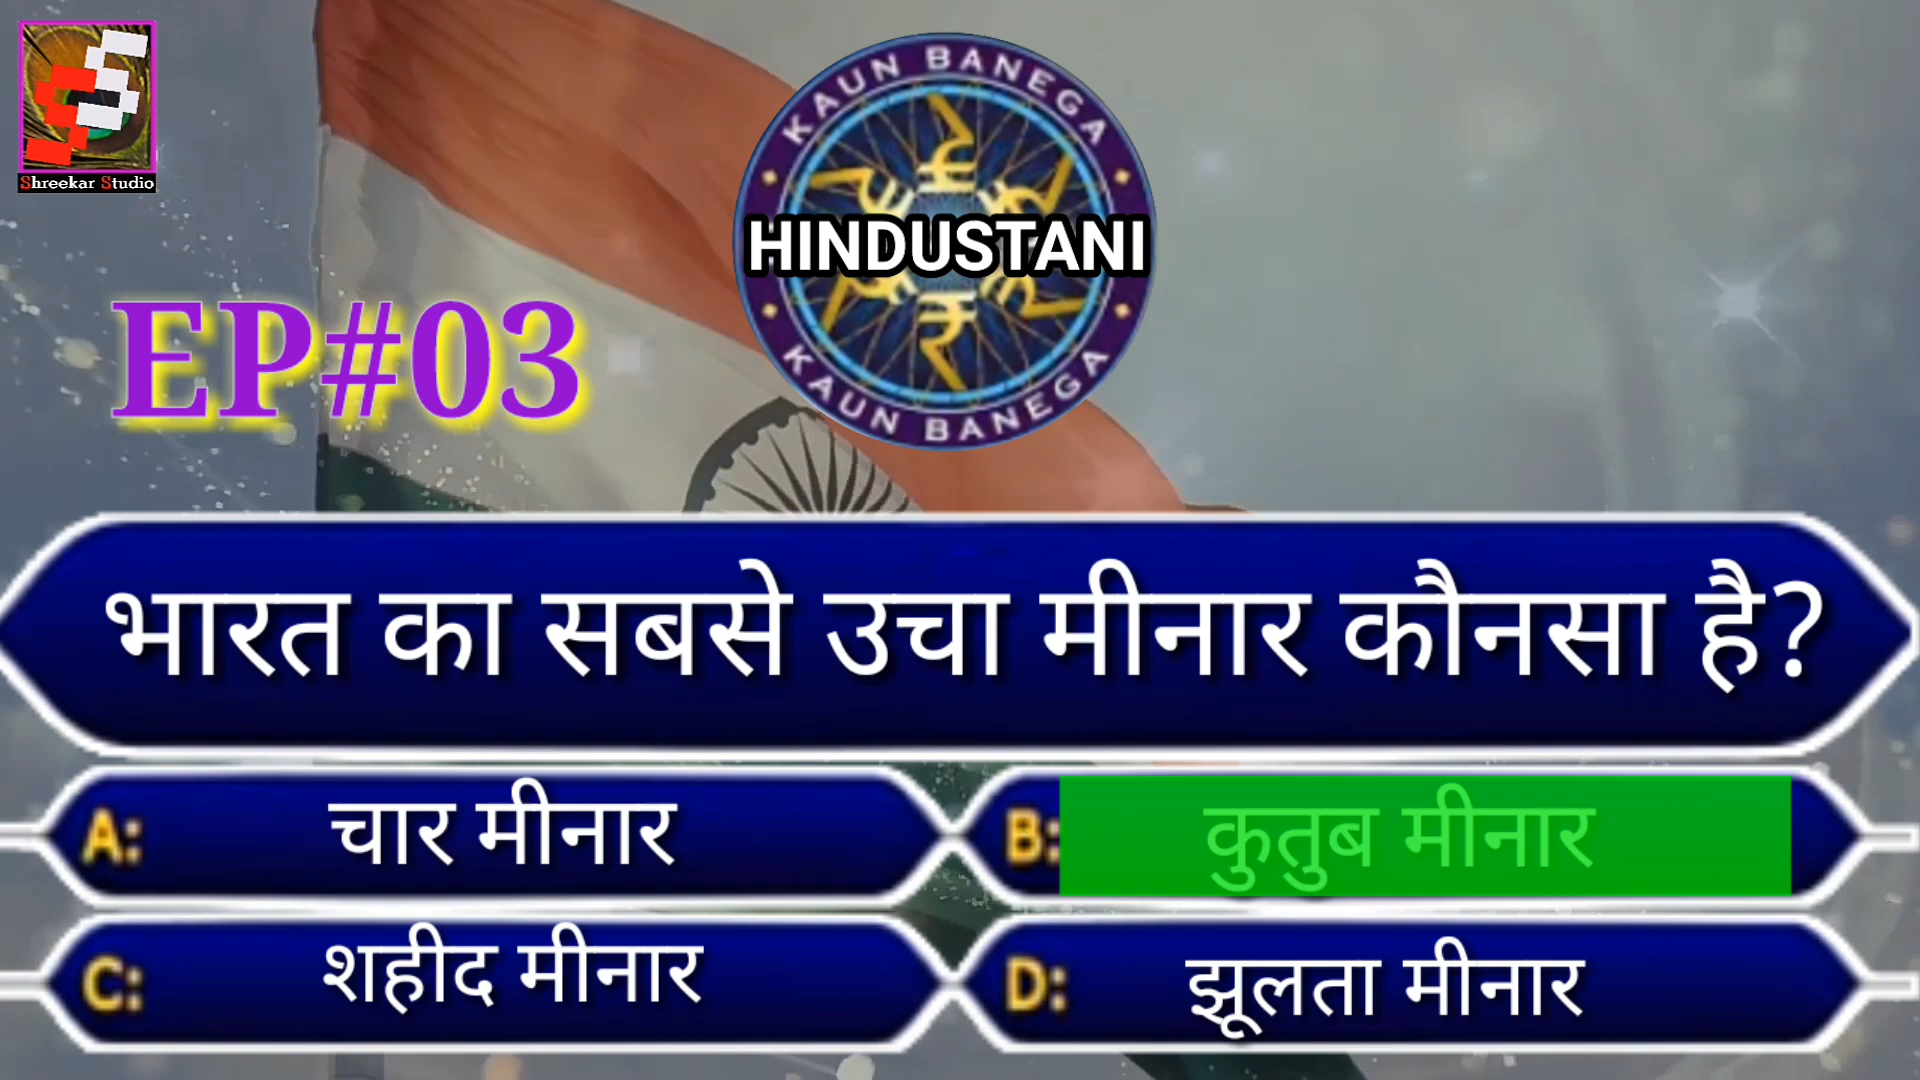 Shreekar Studio
KAUN BANEGA
HINDUSTANI
KAUN BANEGA
EP#03
भारत का सबसे उचा मीनार कौनसा है?
A: चार मीनार
B: कुतुब मीनार
C: शहीद मीनार
D: झूलता मीनार